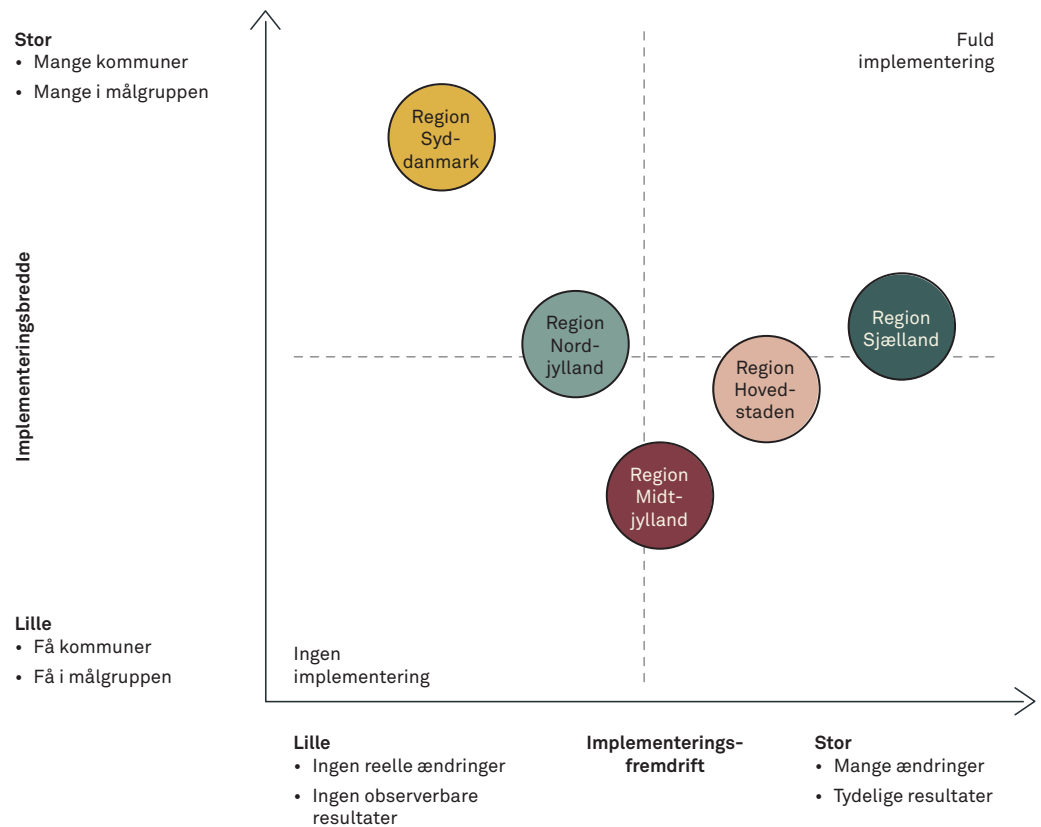 Stor
• Mange kommuner
• Mange i målgruppen
Fuld
implementering
Region
Syd-
danmark
Implementeringsbredde
Region
Nord-
jylland
Region
Sjælland
Region
Hoved-
staden
Region
Midt-
jylland
Lille
• Få kommuner
• Få i målgruppen
Ingen
implementering
Lille
• Ingen reelle ændringer
• Ingen observerbare
resultater
Implementerings-
fremdrift
Stor
• Mange ændringer
• Tydelige resultater